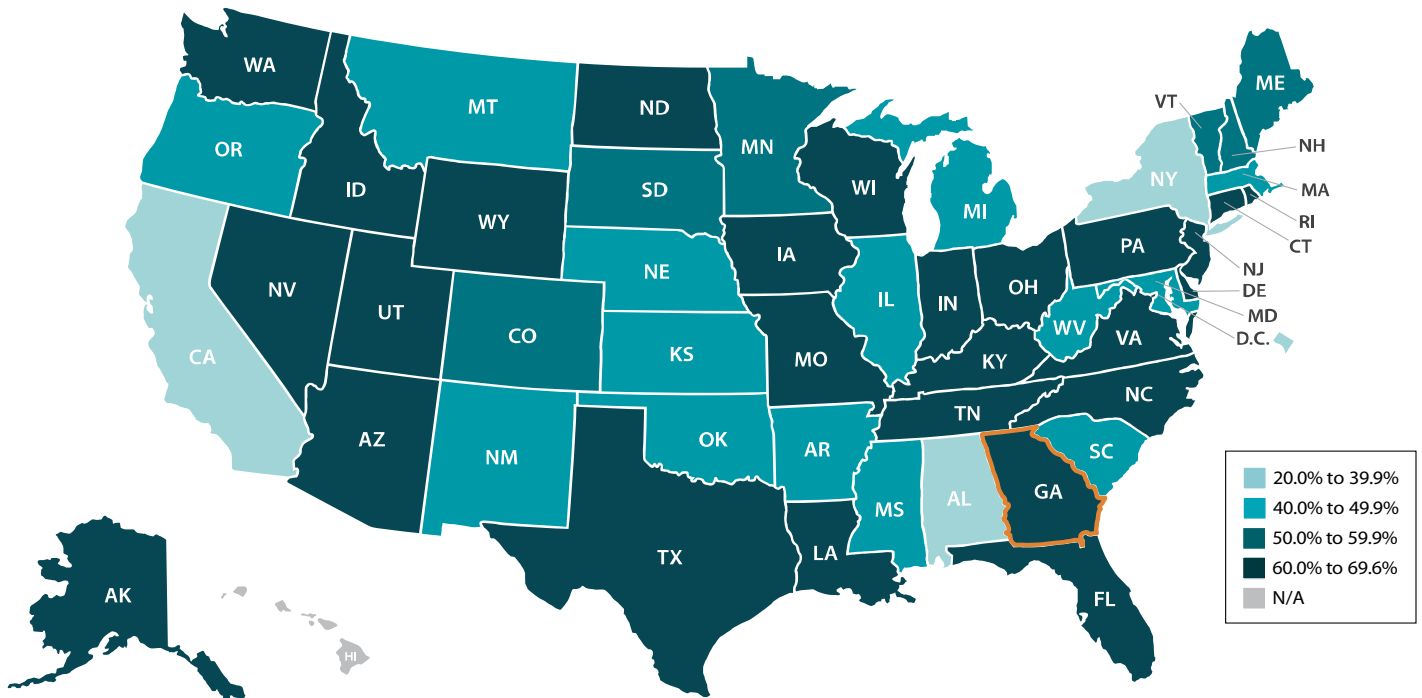 WA
MT
ND
MN
ME
VT
NH
OR
ID
WY
SD
WI
MI
NY
MA
RI
CT
NV
UT
CO
NE
IA
IL
IN
OH
PA
NJ
DE
MD
D.C.
CA
KS
MO
KY
WV
VA
AZ
NM
OK
AR
TN
NC
SC
TX
LA
MS
AL
GA
FL
AK
HI
20.0% to 39.9%
40.0% to 49.9%
50.0% to 59.9%
60.0% to 69.6%
N/A